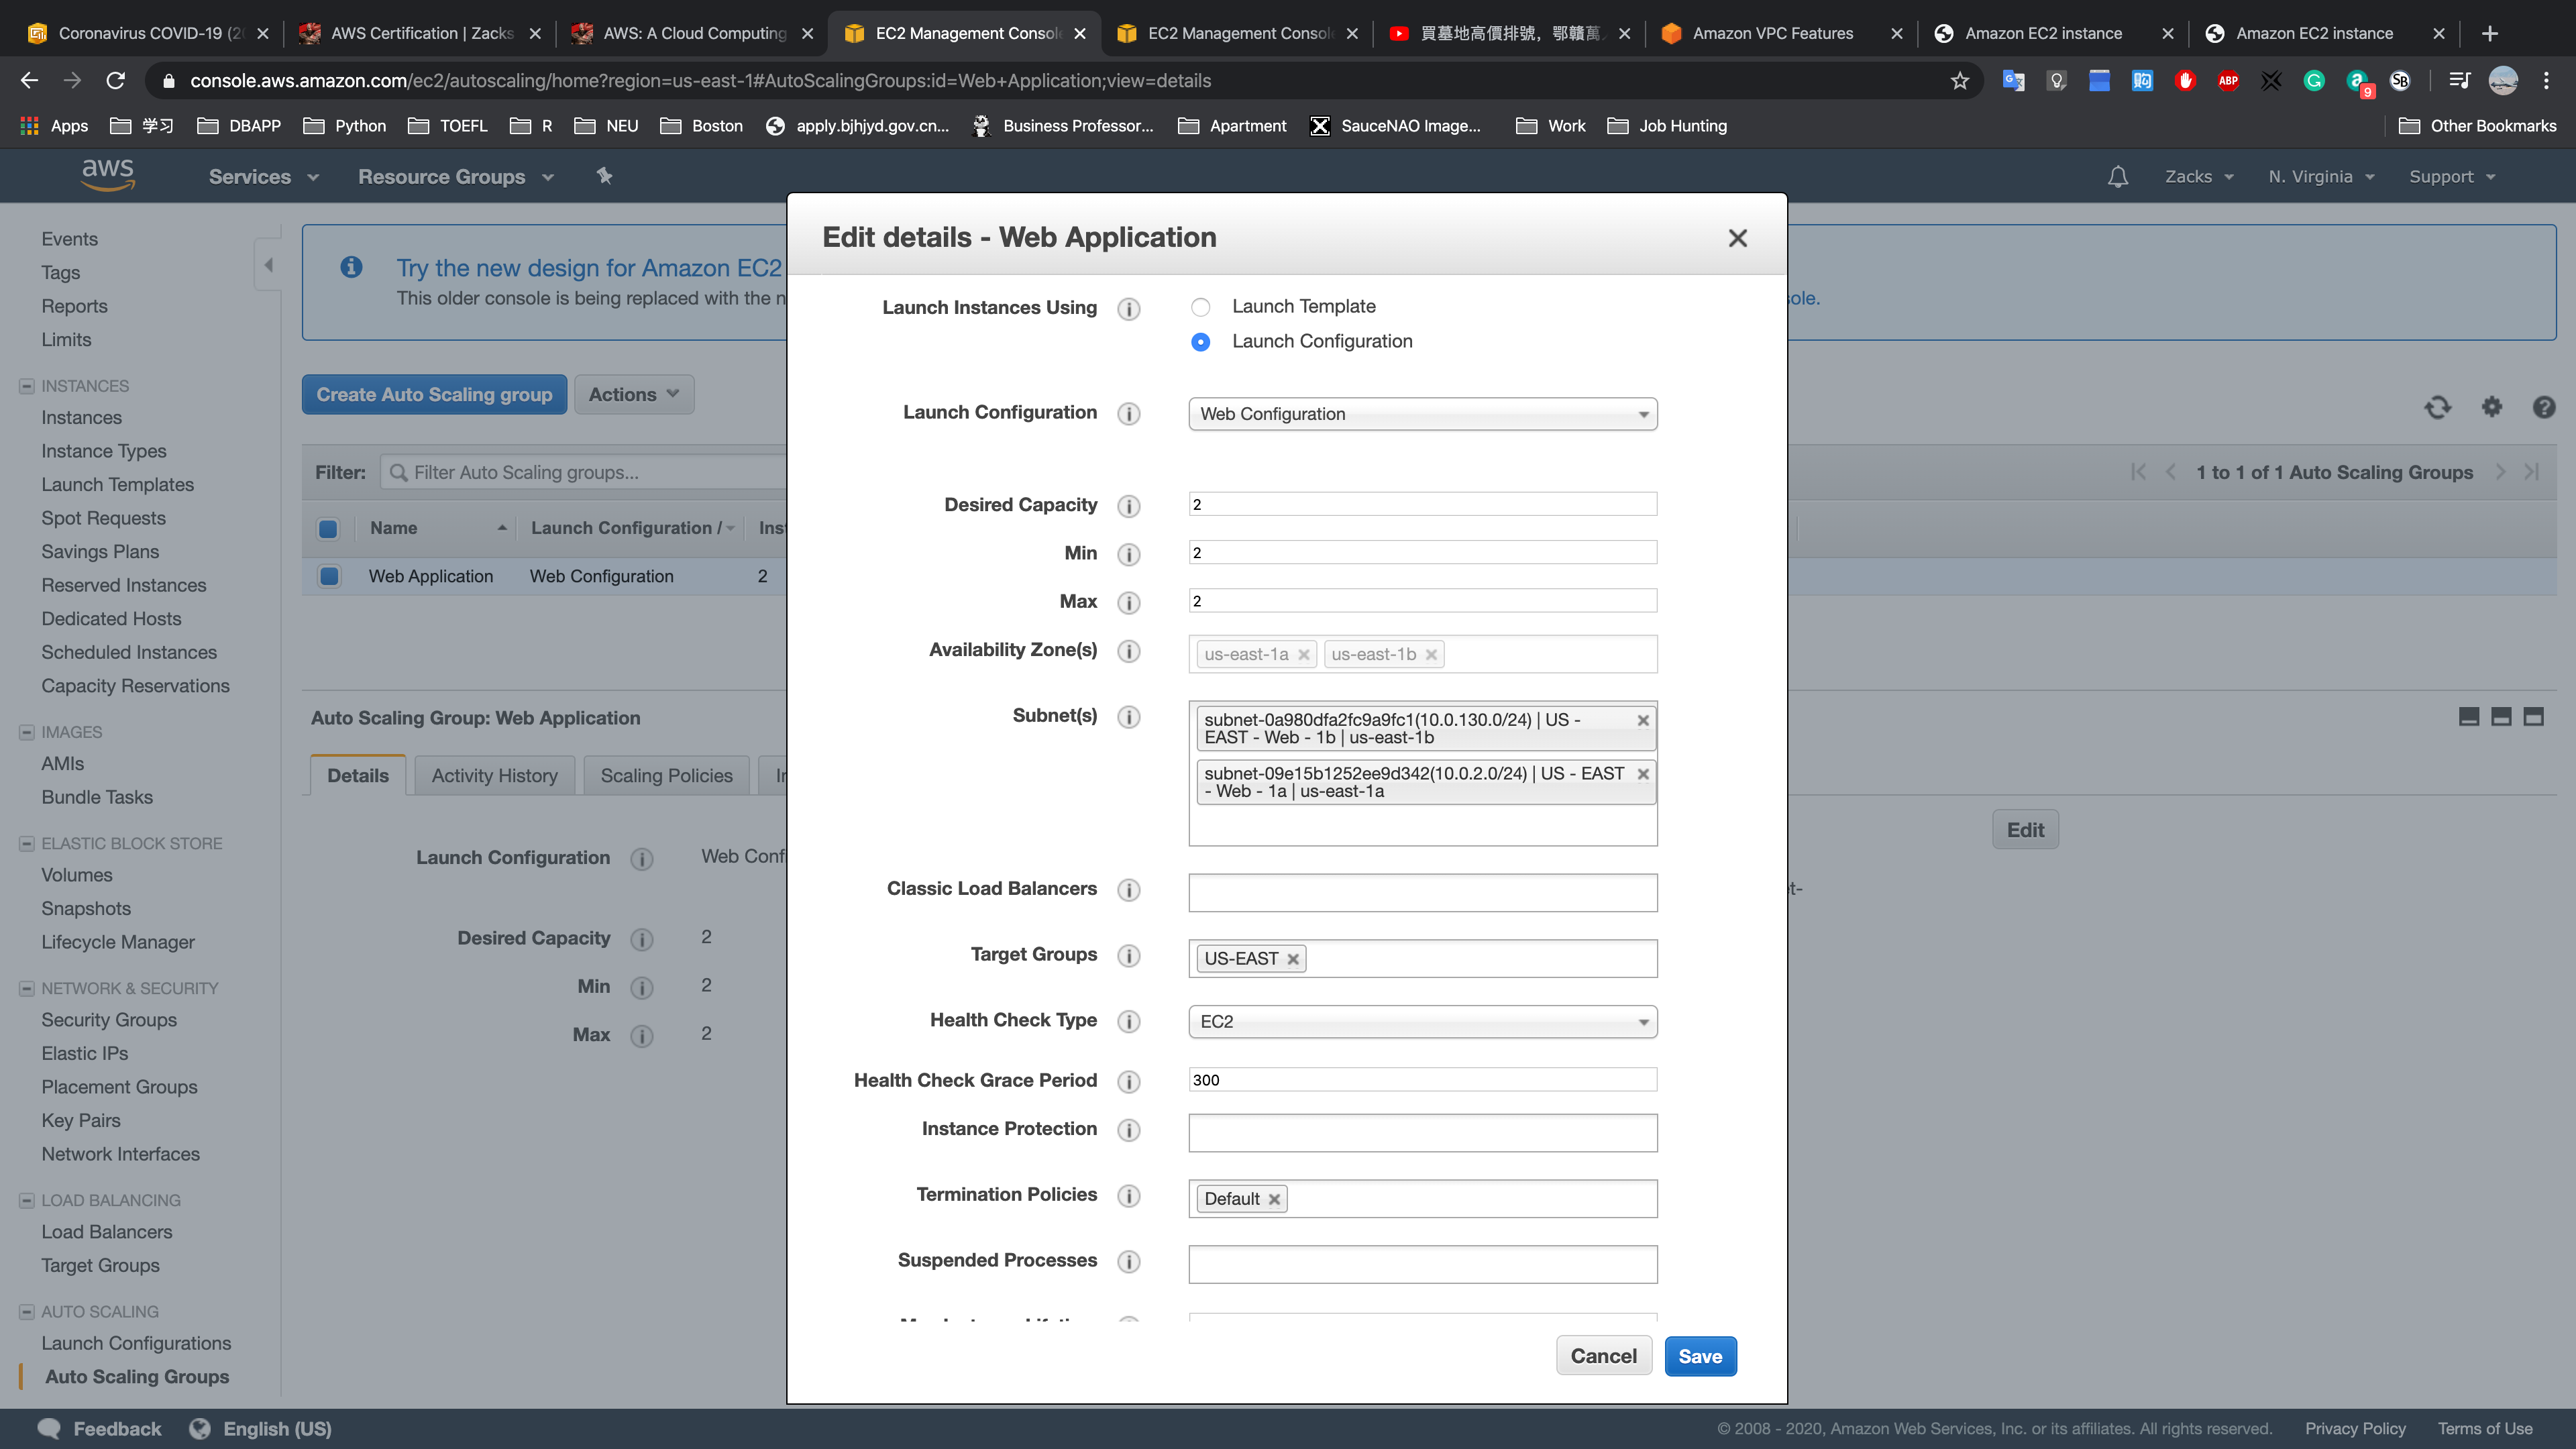 Coronavirus COVID-19 (20
AWS Certification | Zacks
AWS: A Cloud Computing
EC2 Management Console
EC2 Management Console
買墓地高價排號，鄂贛萬人
Amazon VPC Features
Amazon EC2 instance
Amazon EC2 instance
console.aws.amazon.com/ec2/autoscaling/home?region=us-east-1#AutoScalingGroups:id=Web+Application;view=details
ABP
9
SB
Apps
学习
DBAPP
Python
TOEFL
R
NEU
Boston
apply.bjhjyd.gov.cn...
Business Professor...
Apartment
SauceNAO Image...
Work
Job Hunting
Other Bookmarks
aws
Services
Resource Groups
Zacks
N. Virginia
Support
Events
Tags
Reports
Limits
INSTANCES
Instances
Instance Types
Launch Templates
Spot Requests
Savings Plans
Reserved Instances
Dedicated Hosts
Scheduled Instances
Capacity Reservations
IMAGES
AMIs
Bundle Tasks
ELASTIC BLOCK STORE
Volumes
Snapshots
Lifecycle Manager
NETWORK & SECURITY
Security Groups
Elastic IPs
Placement Groups
Key Pairs
Network Interfaces
LOAD BALANCING
Load Balancers
Target Groups
AUTO SCALING
Launch Configurations
Auto Scaling Groups
Try the new design for Amazon EC2
This older console is being replaced with the n
ole.
Create Auto Scaling group
Actions
Filter:
Filter Auto Scaling groups...
1 to 1 of 1 Auto Scaling Groups
Name
Launch Configuration /
Inst
Web Application
Web Configuration
2
Auto Scaling Group: Web Application
Details
Activity History
Scaling Policies
In
Edit
Launch Configuration
Web Conf
t-
Desired Capacity
2
Min
2
Max
2
Edit details - Web Application
Launch Instances Using
Launch Template
Launch Configuration
Launch Configuration
Web Configuration
Desired Capacity
2
Min
2
Max
2
Availability Zone(s)
us-east-1a
us-east-1b
Subnet(s)
subnet-0a980dfa2fc9a9fc1(10.0.130.0/24) | US -
EAST - Web - 1b | us-east-1b
subnet-09e15b1252ee9d342(10.0.2.0/24) | US - EAST
- Web - 1a | us-east-1a
Classic Load Balancers
Target Groups
US-EAST
Health Check Type
EC2
Health Check Grace Period
300
Instance Protection
Termination Policies
Default
Suspended Processes
Cancel
Save
Feedback
English (US)
© 2008 - 2020, Amazon Web Services, Inc. or its affiliates. All rights reserved.
Privacy Policy
Terms of Use